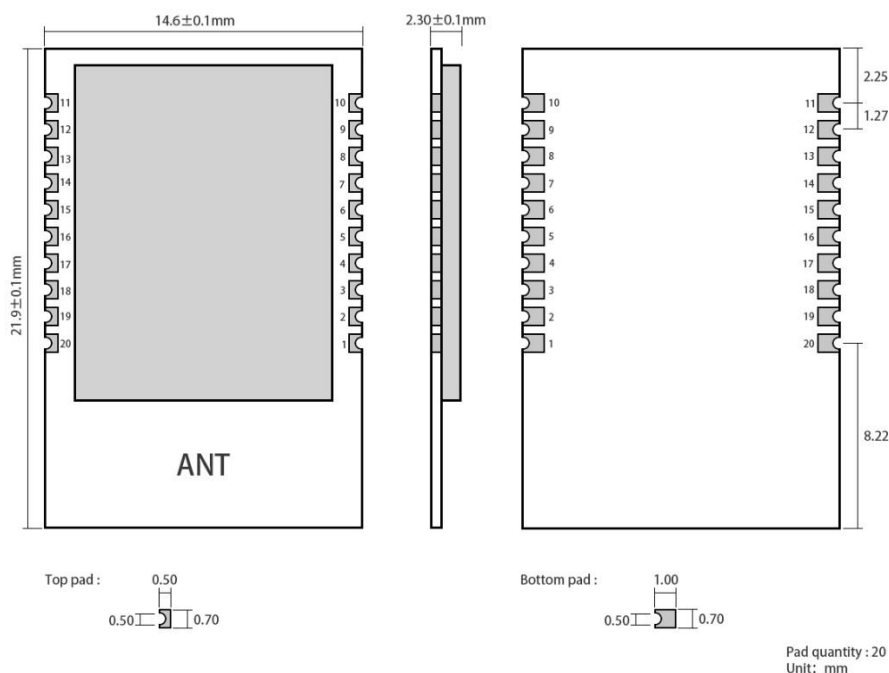 14.6±0.1mm
2.30±0.1mm
2.25
1.27
21.9±0.1mm
11 10 10 11
12 9 9 12
13 8 8 13
14 7 7 14
15 6 6 15
16 5 5 16
17 4 4 17
18 3 3 18
19 2 2 19
20 1 1 20
8.22
ANT
Top pad : 0.50
0.50 0.70
Bottom pad : 1.00
0.50 0.70
Pad quantity : 20
Unit: mm